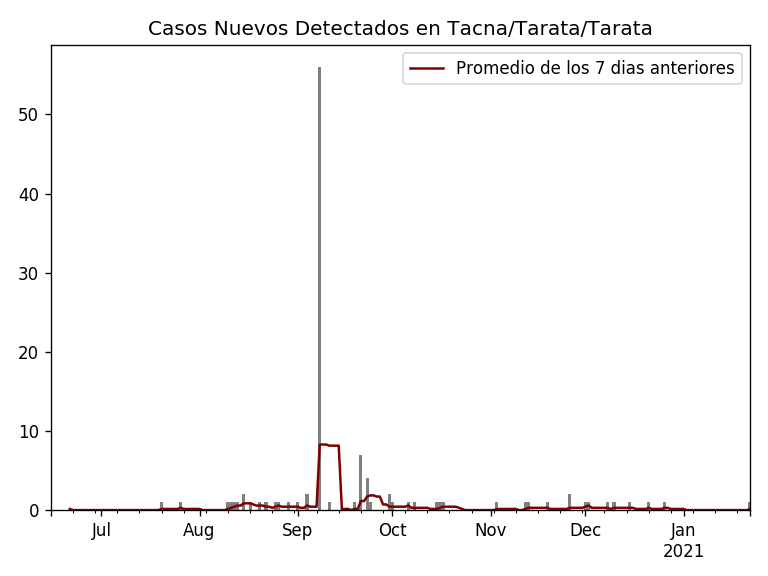 Casos Nuevos Detectados en Tacna/Tarata/Tarata
Promedio de los 7 dias anteriores
50
40
30
20
10
0
Jul Aug Sep Oct Nov Dec Jan
2021